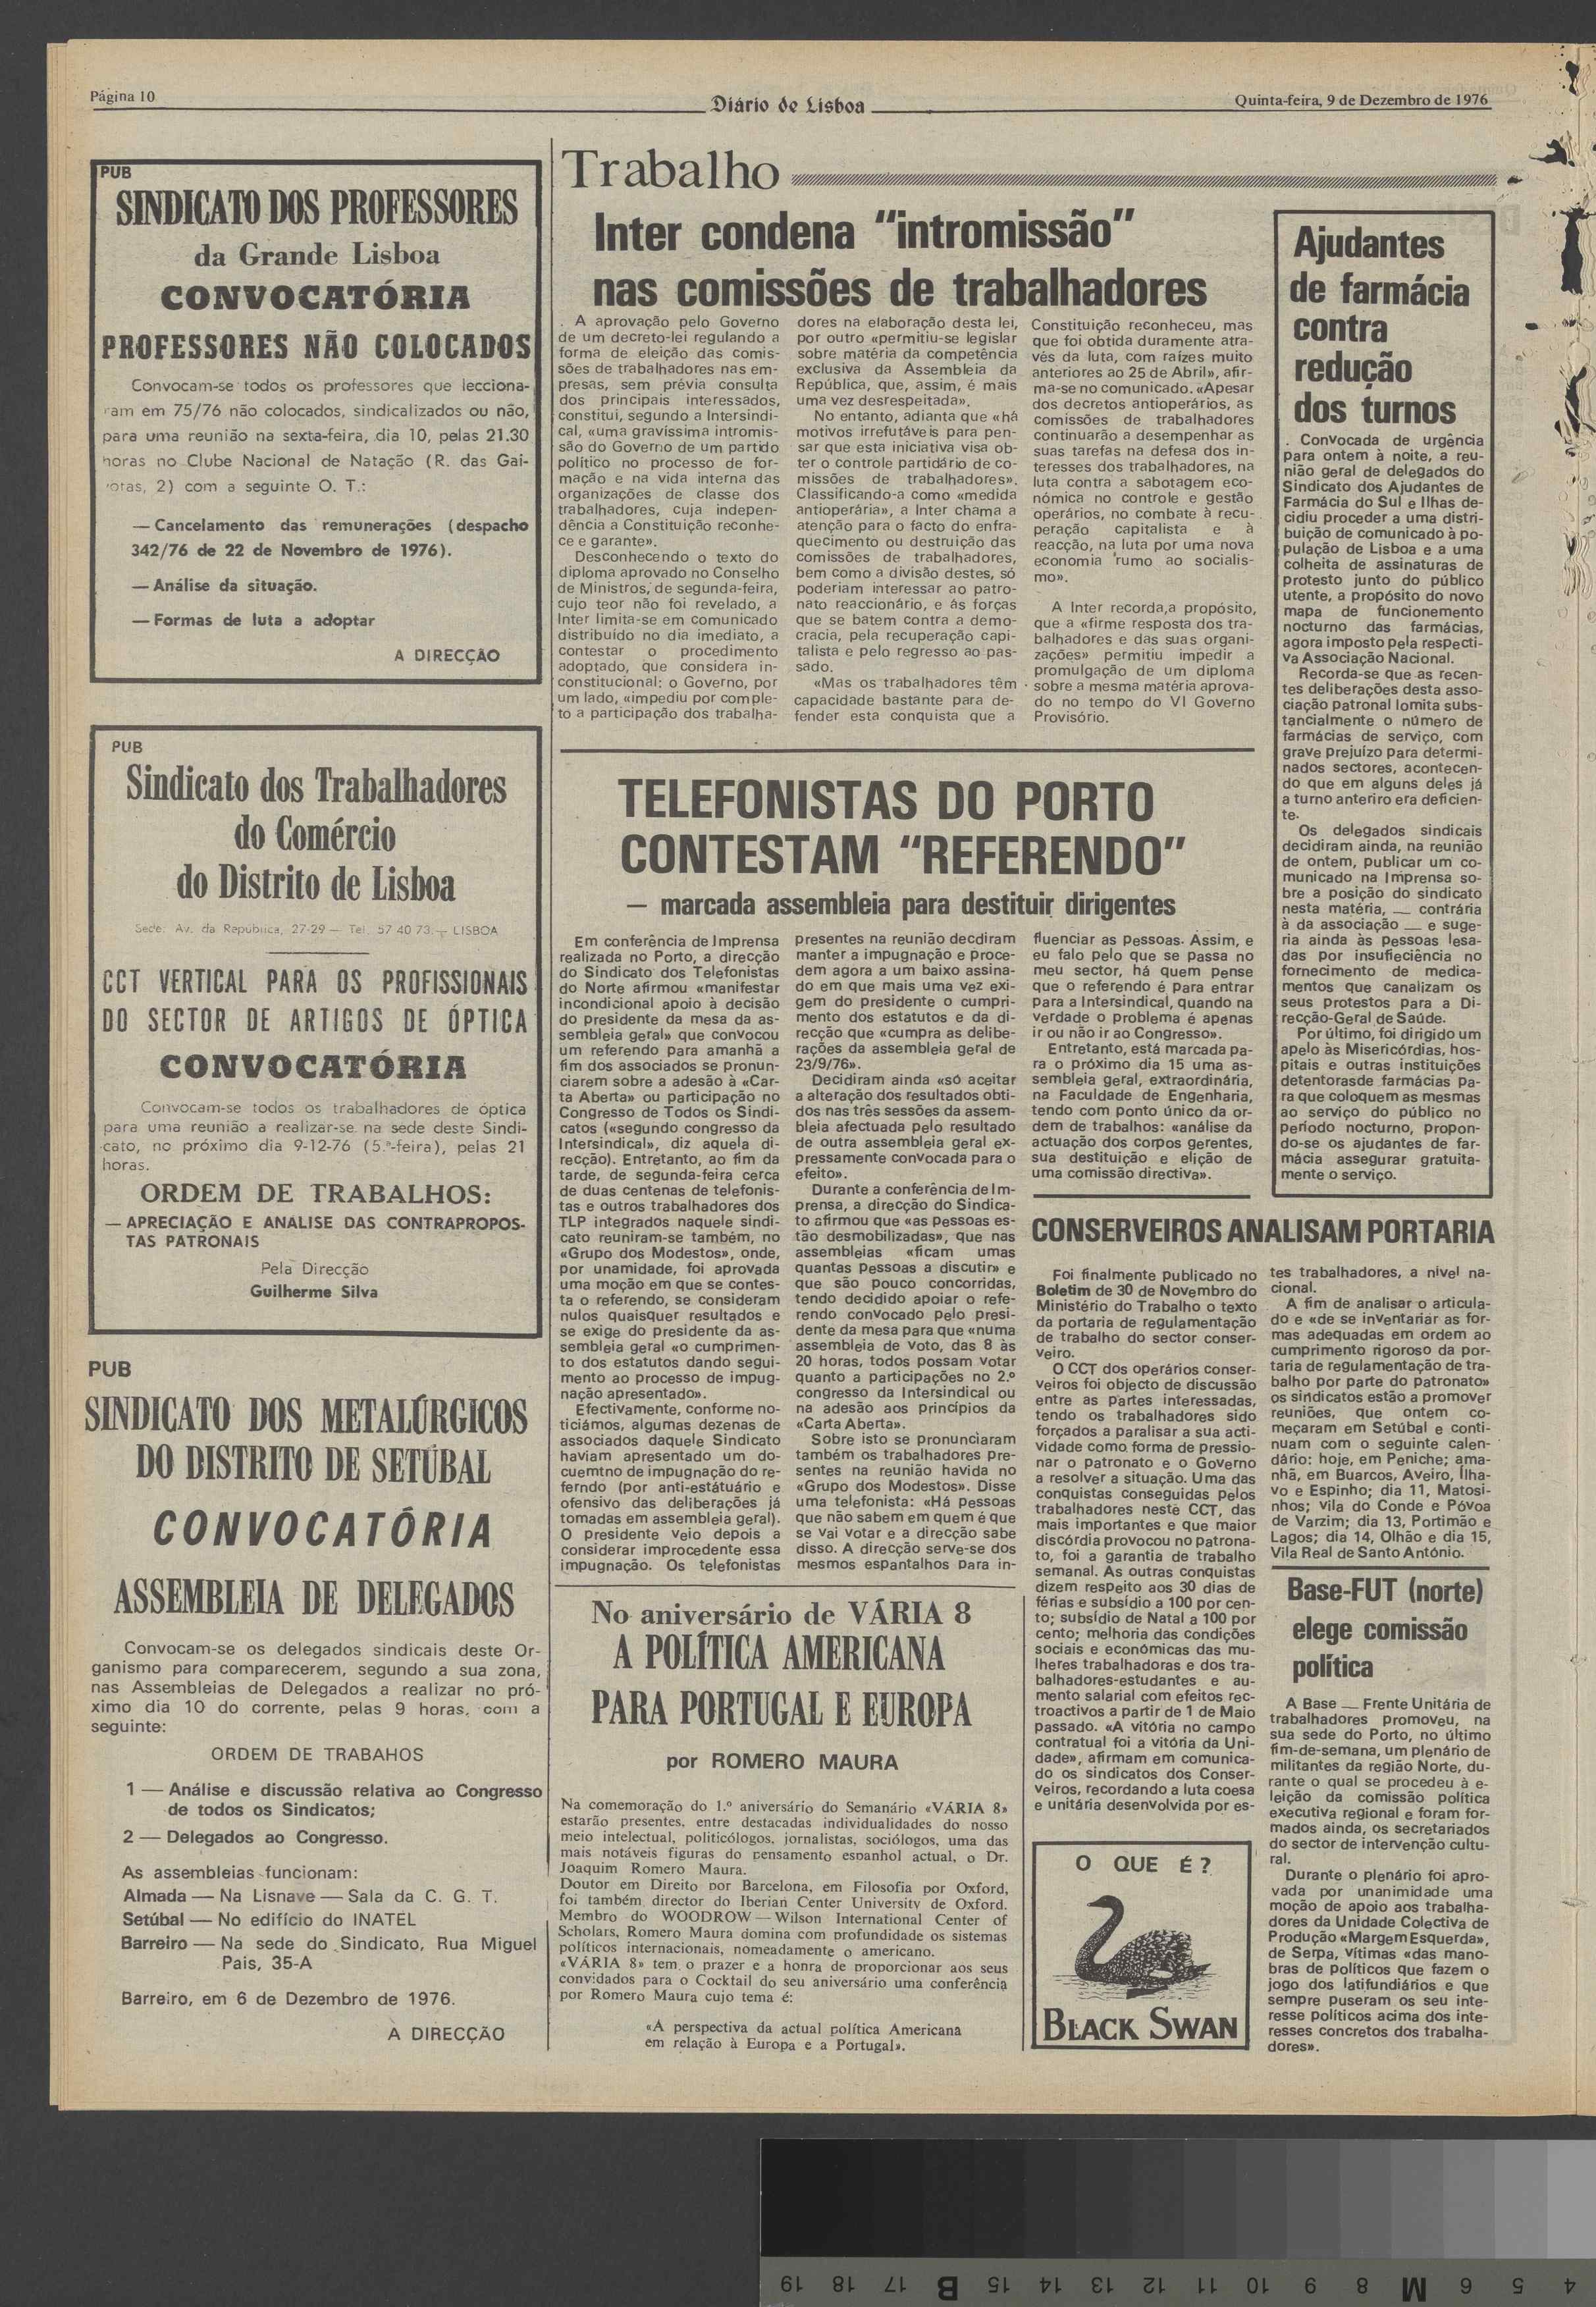 Página 10
Diário de Lisboa
Quinta-feira, 9 de Dezembro de 1976
PUB
SINDICATO DOS PROFESSORES
da Grande Lisboa
CONVOCATÓRIA
PROFESSORES NÃO COLOCADOS
Convocam-se todos os professores que lecciona-
ram em 75/76 não colocados, sindicalizados ou não,
para uma reunião na sexta-feira, dia 10, pelas 21.30
horas no Clube Nacional de Natação (R. das Gai-
votas, 2) com a seguinte O. T.:
— Cancelamento das remunerações (despacho
342/76 de 22 de Novembro de 1976).
— Análise da situação.
— Formas de luta a adoptar
A DIRECÇÃO
PUB
Sindicato dos Trabalhadores
do Comércio
do Distrito de Lisboa
Sede: Av. da República, 27-29 — Tel. 57 40 73 — LISBOA
CCT VERTICAL PARA OS PROFISSIONAIS
DO SECTOR DE ARTIGOS DE ÓPTICA
CONVOCATÓRIA
Convocam-se todos os trabalhadores de óptica
para uma reunião a realizar-se na sede deste Sindi-
cato, no próximo dia 9-12-76 (5.ª-feira), pelas 21
horas.
ORDEM DE TRABALHOS:
— APRECIAÇÃO E ANALISE DAS CONTRAPROPOS-
TAS PATRONAIS
Pela Direcção
Guilherme Silva
PUB
SINDICATO DOS METALÚRGICOS
DO DISTRITO DE SETÚBAL
CONVOCATÓRIA
ASSEMBLEIA DE DELEGADOS
Convocam-se os delegados sindicais deste Or-
ganismo para comparecerem, segundo a sua zona,
nas Assembleias de Delegados a realizar no pró-
ximo dia 10 do corrente, pelas 9 horas, com a
seguinte:
ORDEM DE TRABAHOS
1 — Análise e discussão relativa ao Congresso
de todos os Sindicatos;
2 — Delegados ao Congresso.
As assembleias funcionam:
Almada — Na Lisnave — Sala da C. G. T.
Setúbal — No edifício do INATEL
Barreiro — Na sede do Sindicato, Rua Miguel
Pais, 35-A
Barreiro, em 6 de Dezembro de 1976.
A DIRECÇÃO
Trabalho
Inter condena "intromissão"
nas comissões de trabalhadores
A aprovação pelo Governo
de um decreto-lei regulando a
forma de eleição das comis-
sões de trabalhadores nas em-
presas, sem prévia consulta
dos principais interessados,
constitui, segundo a Intersindi-
cal, «uma gravíssima intromis-
são do Governo de um partido
político no processo de for-
mação e na vida interna das
organizações de classe dos
trabalhadores, cuja indepen-
dência a Constituição reconhe-
ce e garante».
Desconhecendo o texto do
diploma aprovado no Conselho
de Ministros, de segunda-feira,
cujo teor não foi revelado, a
Inter limita-se em comunicado
distribuído no dia imediato, a
contestar o procedimento
adoptado, que considera in-
constitucional; o Governo, por
um lado, «impediu por comple-
to a participação dos trabalha-
dores na elaboração desta lei,
por outro «permitiu-se legislar
sobre matéria da competência
exclusiva da Assembleia da
República, que, assim, é mais
uma vez desrespeitada».
No entanto, adianta que «há
motivos irrefutáveis para pen-
sar que esta iniciativa visa ob-
ter o controle partidário de co-
missões de trabalhadores».
Classificando-a como «medida
antioperária», a Inter chama a
atenção para o facto do enfra-
quecimento ou destruição das
comissões de trabalhadores,
bem como a divisão destes, só
poderiam interessar ao patro-
nato reaccionário, e às forças
que se batem contra a demo-
cracia, pela recuperação capi-
talista e pelo regresso ao pas-
sado.
«Mas os trabalhadores têm
capacidade bastante para de-
fender esta conquista que a
Constituição reconheceu, mas
que foi obtida duramente atra-
vés da luta, com raízes muito
anteriores ao 25 de Abril», afir-
ma-se no comunicado. «Apesar
dos decretos antioperários, as
comissões de trabalhadores
continuarão a desempenhar as
suas tarefas na defesa dos in-
teresses dos trabalhadores, na
luta contra a sabotagem eco-
nómica no controle e gestão
operários, no combate à recu-
peração capitalista e à
reacção, na luta por uma nova
economia rumo ao socialis-
mo».
A Inter recorda,a propósito,
que a «firme resposta dos tra-
balhadores e das suas organi-
zações» permitiu impedir a
promulgação de um diploma
sobre a mesma matéria aprova-
do no tempo do VI Governo
Provisório.
Ajudantes
de farmácia
contra
redução
dos turnos
Convocada de urgência
para ontem à noite, a reu-
nião geral de delegados do
Sindicato dos Ajudantes de
Farmácia do Sul e Ilhas de-
cidiu proceder a uma distri-
buição de comunicado à po-
pulação de Lisboa e a uma
colheita de assinaturas de
protesto junto do público
utente, a propósito do novo
mapa de funcionemento
nocturno das farmácias,
agora imposto pela respecti-
va Associação Nacional.
Recorda-se que as recen-
tes deliberações desta asso-
ciação patronal lomita subs-
tancialmente o número de
farmácias de serviço, com
grave prejuízo para determi-
nados sectores, acontecen-
do que em alguns deles já
a turno anteriro era deficien-
te.
Os delegados sindicais
decidiram ainda, na reunião
de ontem, publicar um co-
municado na Imprensa so-
bre a posição do sindicato
nesta matéria, — contrária
à da associação — e suge-
ria ainda às pessoas lesa-
das por insufieciência no
fornecimento de medica-
mentos que canalizam os
seus protestos para a Di-
recção-Geral de Saúde.
Por último, foi dirigido um
apelo às Misericórdias, hos-
pitais e outras instituições
detentorasde farmácias pa-
ra que coloquem as mesmas
ao serviço do público no
período nocturno, propon-
do-se os ajudantes de far-
mácia assegurar gratuita-
mente o serviço.
TELEFONISTAS DO PORTO
CONTESTAM "REFERENDO"
— marcada assembleia para destituir dirigentes
Em conferência de Imprensa
realizada no Porto, a direcção
do Sindicato dos Telefonistas
do Norte afirmou «manifestar
incondicional apoio à decisão
do presidente da mesa da as-
sembleia geral» que convocou
um referendo para amanhã a
fim dos associados se pronun-
ciarem sobre a adesão à «Car-
ta Aberta» ou participação no
Congresso de Todos os Sindi-
catos («segundo congresso da
Intersindical», diz aquela di-
recção). Entretanto, ao fim da
tarde, de segunda-feira cerca
de duas centenas de telefonis-
tas e outros trabalhadores dos
TLP integrados naquele sindi-
cato reuniram-se também, no
«Grupo dos Modestos», onde,
por unamidade, foi aprovada
uma moção em que se contes-
ta o referendo, se consideram
nulos quaisquer resultados e
se exige do presidente da as-
sembleia geral «o cumprimen-
to dos estatutos dando segui-
mento ao processo de impug-
nação apresentado».
Efectivamente, conforme no-
ticiámos, algumas dezenas de
associados daquele Sindicato
haviam apresentado um do-
cuemtno de impugnação do re-
ferndo (por anti-estátuário e
ofensivo das deliberações já
tomadas em assembleia geral).
O presidente veio depois a
considerar improcedente essa
impugnação. Os telefonistas
presentes na reunião decdiram
manter a impugnação e proce-
dem agora a um baixo assina-
do em que mais uma vez exi-
gem do presidente o cumpri-
mento dos estatutos e da di-
recção que «cumpra as delibe-
rações da assembleia geral de
23/9/76».
Decidiram ainda «só aceitar
a alteração dos resultados obti-
dos nas três sessões da assem-
bleia afectuada pelo resultado
de outra assembleia geral ex-
pressamente convocada para o
efeito».
Durante a conferência de Im-
prensa, a direcção do Sindica-
to afirmou que «as pessoas es-
tão desmobilizadas», que nas
assembleias «ficam umas
quantas pessoas a discutir» e
que são pouco concorridas,
tendo decidido apoiar o refe-
rendo convocado pelo presi-
dente da mesa para que «numa
assembleia de voto, das 8 às
20 horas, todos possam votar
quanto a participações no 2.º
congresso da Intersindical ou
na adesão aos princípios da
«Carta Aberta».
Sobre isto se pronunciaram
também os trabalhadores pre-
sentes na reunião havida no
«Grupo dos Modestos». Disse
uma telefonista: «Há pessoas
que não sabem em quem é que
se vai votar e a direcção sabe
disso. A direcção serve-se dos
mesmos espantalhos para in-
fluenciar as pessoas. Assim, e
eu falo pelo que se passa no
meu sector, há quem pense
que o referendo é para entrar
para a Intersindical, quando na
verdade o problema é apenas
ir ou não ir ao Congresso».
Entretanto, está marcada pa-
ra o próximo dia 15 uma as-
sembleia geral, extraordinária,
na Faculdade de Engenharia,
tendo com ponto único da or-
dem de trabalhos: «análise da
actuação dos corpos gerentes,
sua destituição e elição de
uma comissão directiva».
CONSERVEIROS ANALISAM PORTARIA
Foi finalmente publicado no
Boletim de 30 de Novembro do
Ministério do Trabalho o texto
da portaria de regulamentação
de trabalho do sector conser-
veiro.
O CCT dos operários conser-
veiros foi objecto de discussão
entre as partes interessadas,
tendo os trabalhadores sido
forçados a paralisar a sua acti-
vidade como forma de pressio-
nar o patronato e o Governo
a resolver a situação. Uma das
conquistas conseguidas pelos
trabalhadores neste CCT, das
mais importantes e que maior
discórdia provocou no patrona-
to, foi a garantia de trabalho
semanal. As outras conquistas
dizem respeito aos 30 dias de
férias e subsídio a 100 por cen-
to; subsídio de Natal a 100 por
cento; melhoria das condições
sociais e económicas das mu-
lheres trabalhadoras e dos tra-
balhadores-estudantes e au-
mento salarial com efeitos rec-
troactivos a partir de 1 de Maio
passado. «A vitória no campo
contratual foi a vitória da Uni-
dade», afirmam em comunica-
do os sindicatos dos Conser-
veiros, recordando a luta coesa
e unitária desenvolvida por es-
tes trabalhadores, a nível na-
cional.
A fim de analisar o articula-
do e «de se inventariar as for-
mas adequadas em ordem ao
cumprimento rigoroso da por-
taria de regulamentação de tra-
balho por parte do patronato»
os sindicatos estão a promover
reuniões, que ontem co-
meçaram em Setúbal e conti-
nuam com o seguinte calen-
dário: hoje, em Peniche; ama-
nhã, em Buarcos, Aveiro, Ílha-
vo e Espinho; dia 11, Matosi-
nhos; Vila do Conde e Póvoa
de Varzim; dia 13, Portimão e
Lagos; dia 14, Olhão e dia 15,
Vila Real de Santo António.
No aniversário de VÁRIA 8
A POLÍTICA AMERICANA
PARA PORTUGAL E EUROPA
por ROMERO MAURA
Na comemoração do 1.º aniversário do Semanário «VÁRIA 8»
estarão presentes, entre destacadas individualidades do nosso
meio intelectual, politicólogos, jornalistas, sociólogos, uma das
mais notáveis figuras do pensamento espanhol actual, o Dr.
Joaquim Romero Maura.
Doutor em Direito por Barcelona, em Filosofia por Oxford,
foi também director do Iberian Center University de Oxford.
Membro do WOODROW — Wilson International Center of
Scholars, Romero Maura domina com profundidade os sistemas
políticos internacionais, nomeadamente o americano.
«VÁRIA 8» tem o prazer e a honra de proporcionar aos seus
convidados para o Cocktail do seu aniversário uma conferência
por Romero Maura cujo tema é:
«A perspectiva da actual política Americana
em relação à Europa e a Portugal».
O QUE É?
BLACK SWAN
Base-FUT (norte)
elege comissão
política
A Base — Frente Unitária de
trabalhadores promoveu, na
sua sede do Porto, no último
fim-de-semana, um plenário de
militantes da região Norte, du-
rante o qual se procedeu à e-
leição da comissão política
executiva regional e foram for-
mados ainda, os secretariados
do sector de intervenção cultu-
ral.
Durante o plenário foi apro-
vada por unanimidade uma
moção de apoio aos trabalha-
dores da Unidade Colectiva de
Produção «Margem Esquerda»,
de Serpa, vítimas «das mano-
bras de políticos que fazem o
jogo dos latifundiários e que
sempre puseram os seu inte-
resse políticos acima dos inte-
resses concretos dos trabalha-
dores».
19 18 17 B 15 14 13 12 11 10 9 8 M 6 5 4